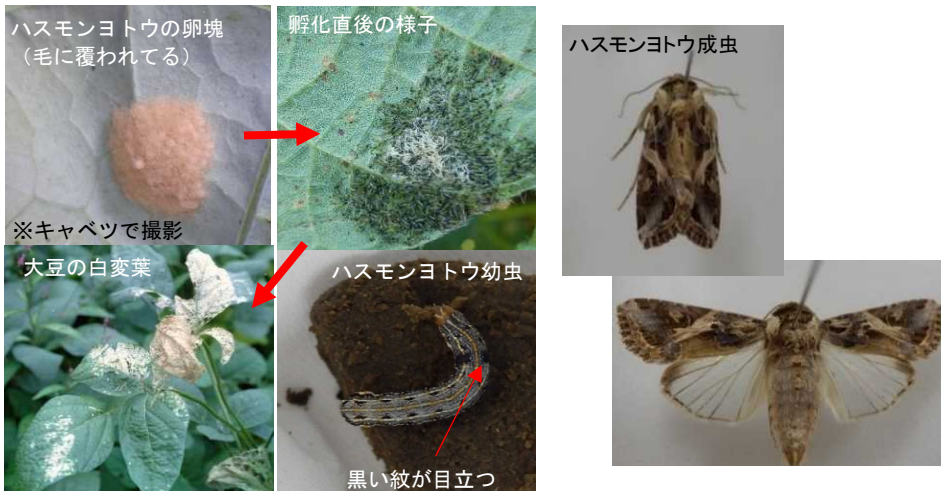 ハスモンヨトウの卵塊
(毛に覆われてる)
※キャベツで撮影
孵化直後の様子
大豆の白変葉
ハスモンヨトウ幼虫
黒い紋が目立つ
ハスモンヨトウ成虫